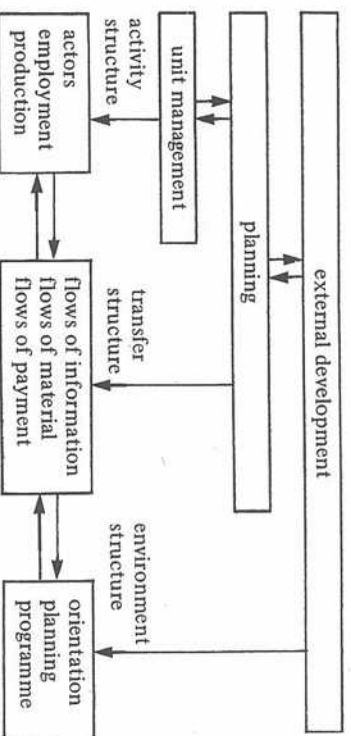 external development
planning
unit management
activity
structure
transfer
structure
environment
structure
actors
employment
production
flows of information
flows of material
flows of payment
orientation
planning
programme